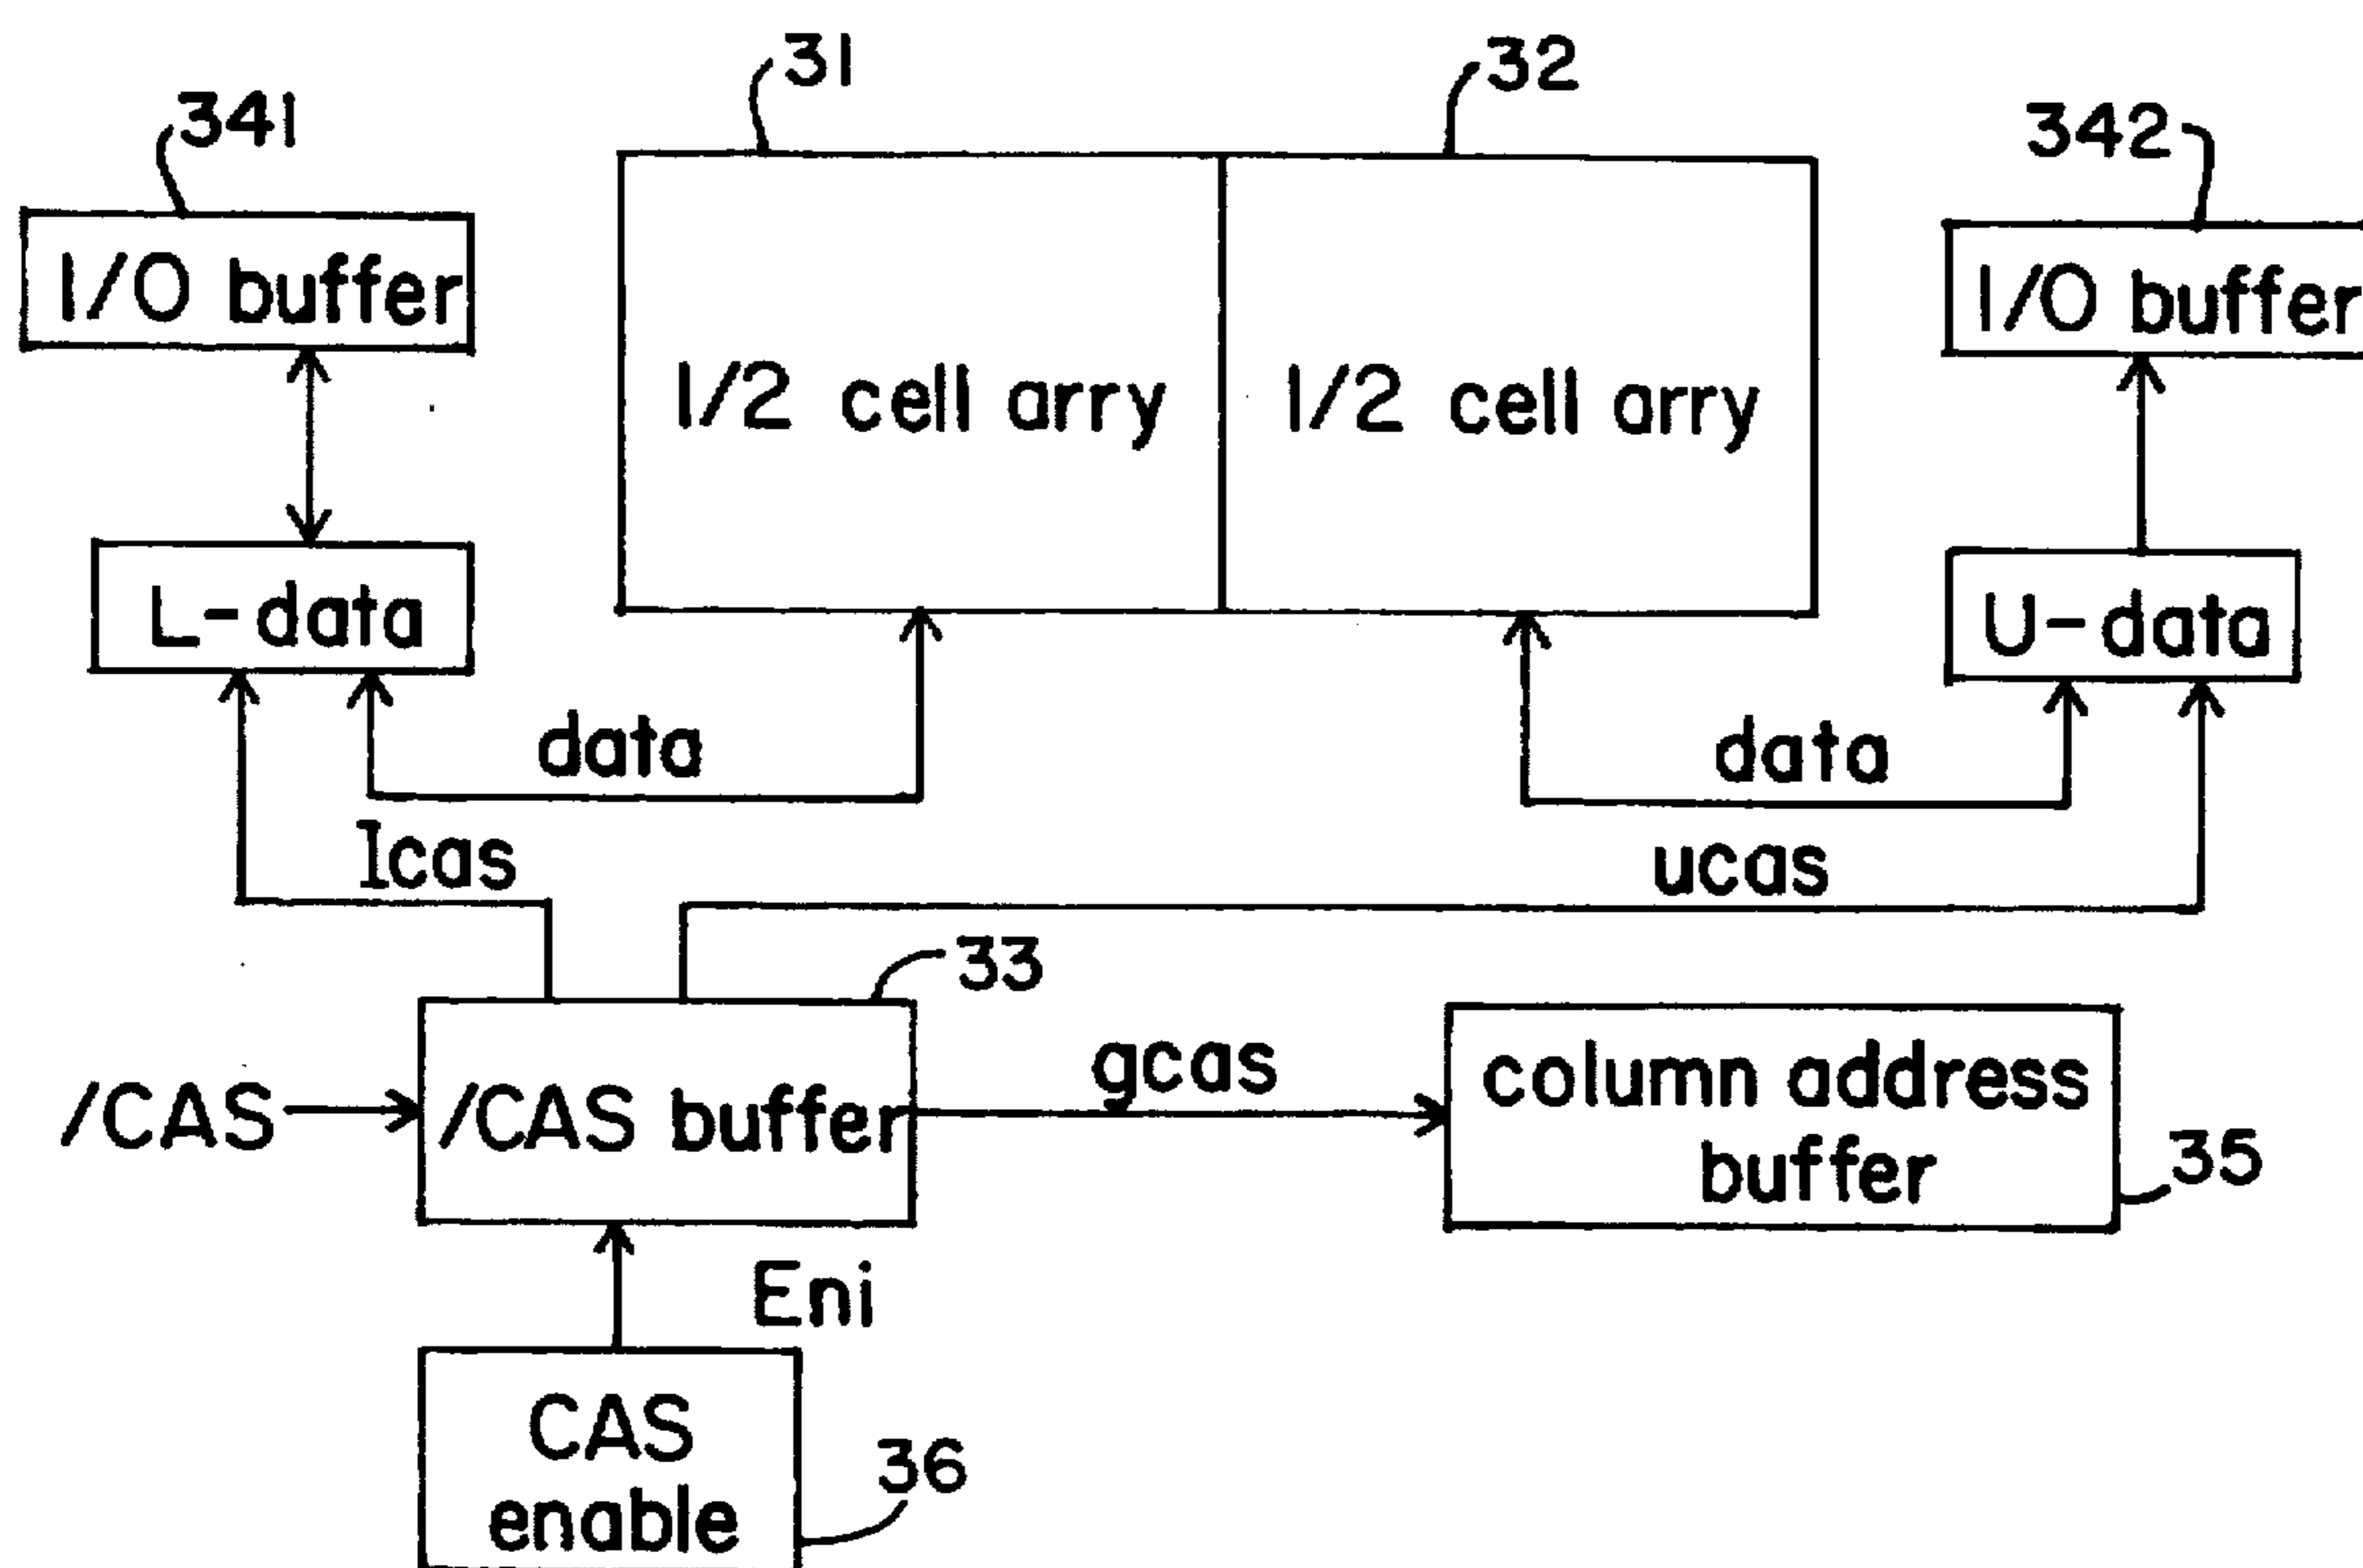 31
32
341
342
I/O buffer
I/O buffer
1/2 cell arry
1/2 cell arry
L-data
U-data
data
data
lcas
ucas
33
/CAS
/CAS buffer
gcas
column address
buffer
35
Eni
CAS
enable
36